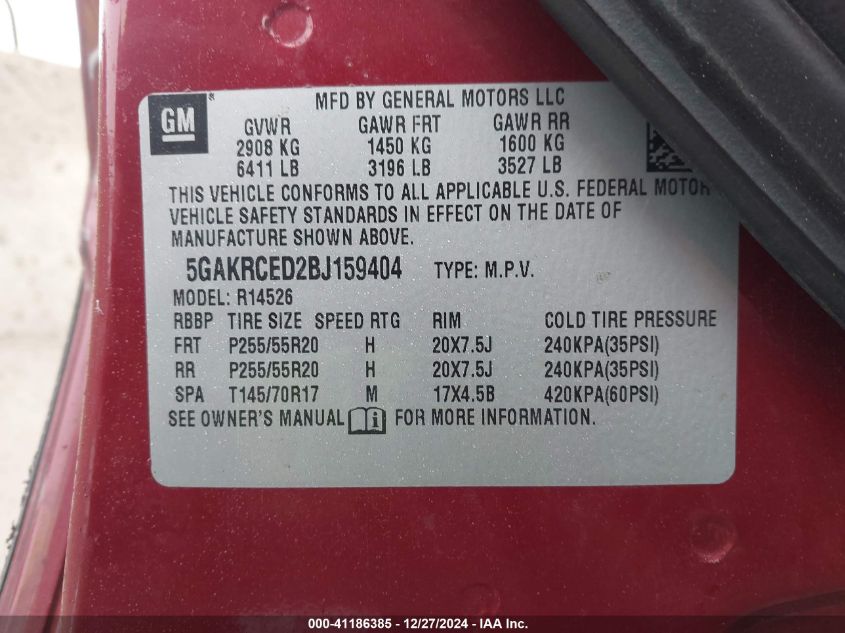 GM® MFD BY GENERAL MOTORS LLC
GVWR GAWR FRT GAWR RR
2908 KG 1450 KG 1600 KG
6411 LB 3196 LB 3527 LB
THIS VEHICLE CONFORMS TO ALL APPLICABLE U.S. FEDERAL MOTOR
VEHICLE SAFETY STANDARDS IN EFFECT ON THE DATE OF
MANUFACTURE SHOWN ABOVE.
5GAKRCED2BJ159404 TYPE: M.P.V.
MODEL: R14526
RBBP TIRE SIZE SPEED RTG RIM COLD TIRE PRESSURE
FRT P255/55R20 H 20X7.5J 240KPA(35PSI)
RR P255/55R20 H 20X7.5J 240KPA(35PSI)
SPA T145/70R17 M 17X4.5B 420KPA(60PSI)
SEE OWNER'S MANUAL FOR MORE INFORMATION.
000-41186385 - 12/27/2024 - IAA Inc.